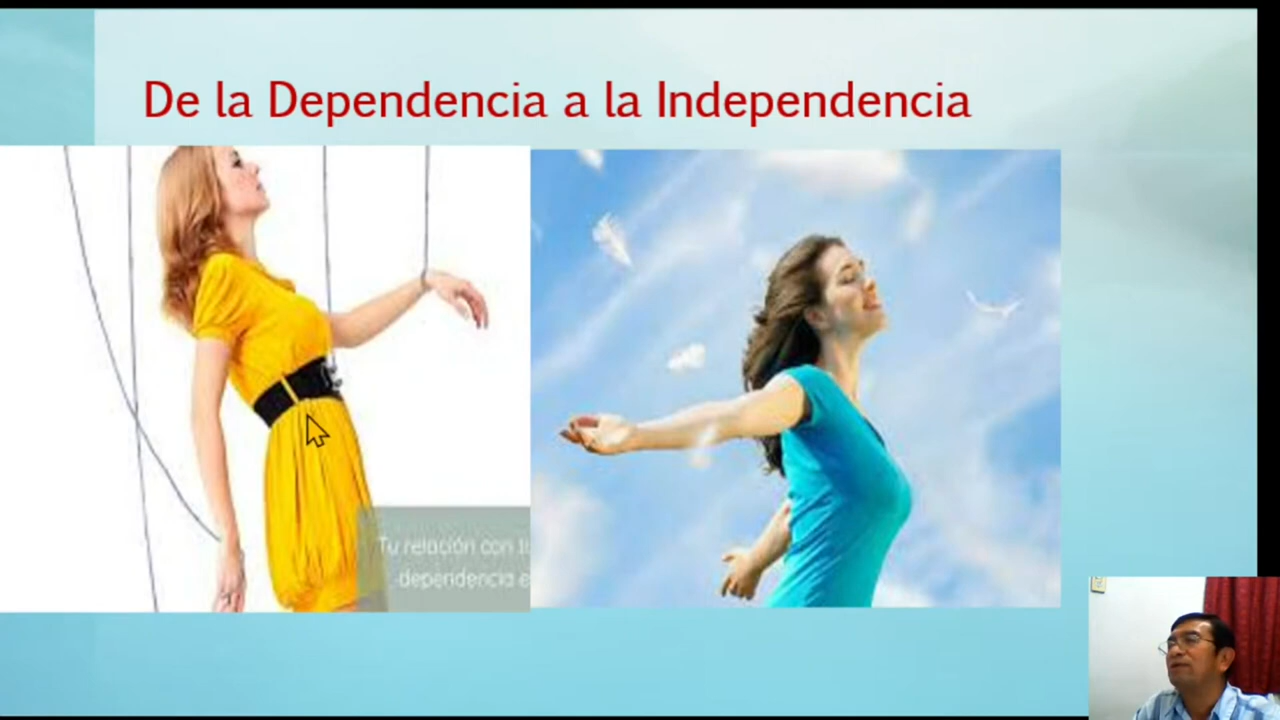 De la Dependencia a la Independencia
Tu relación con
dependencia